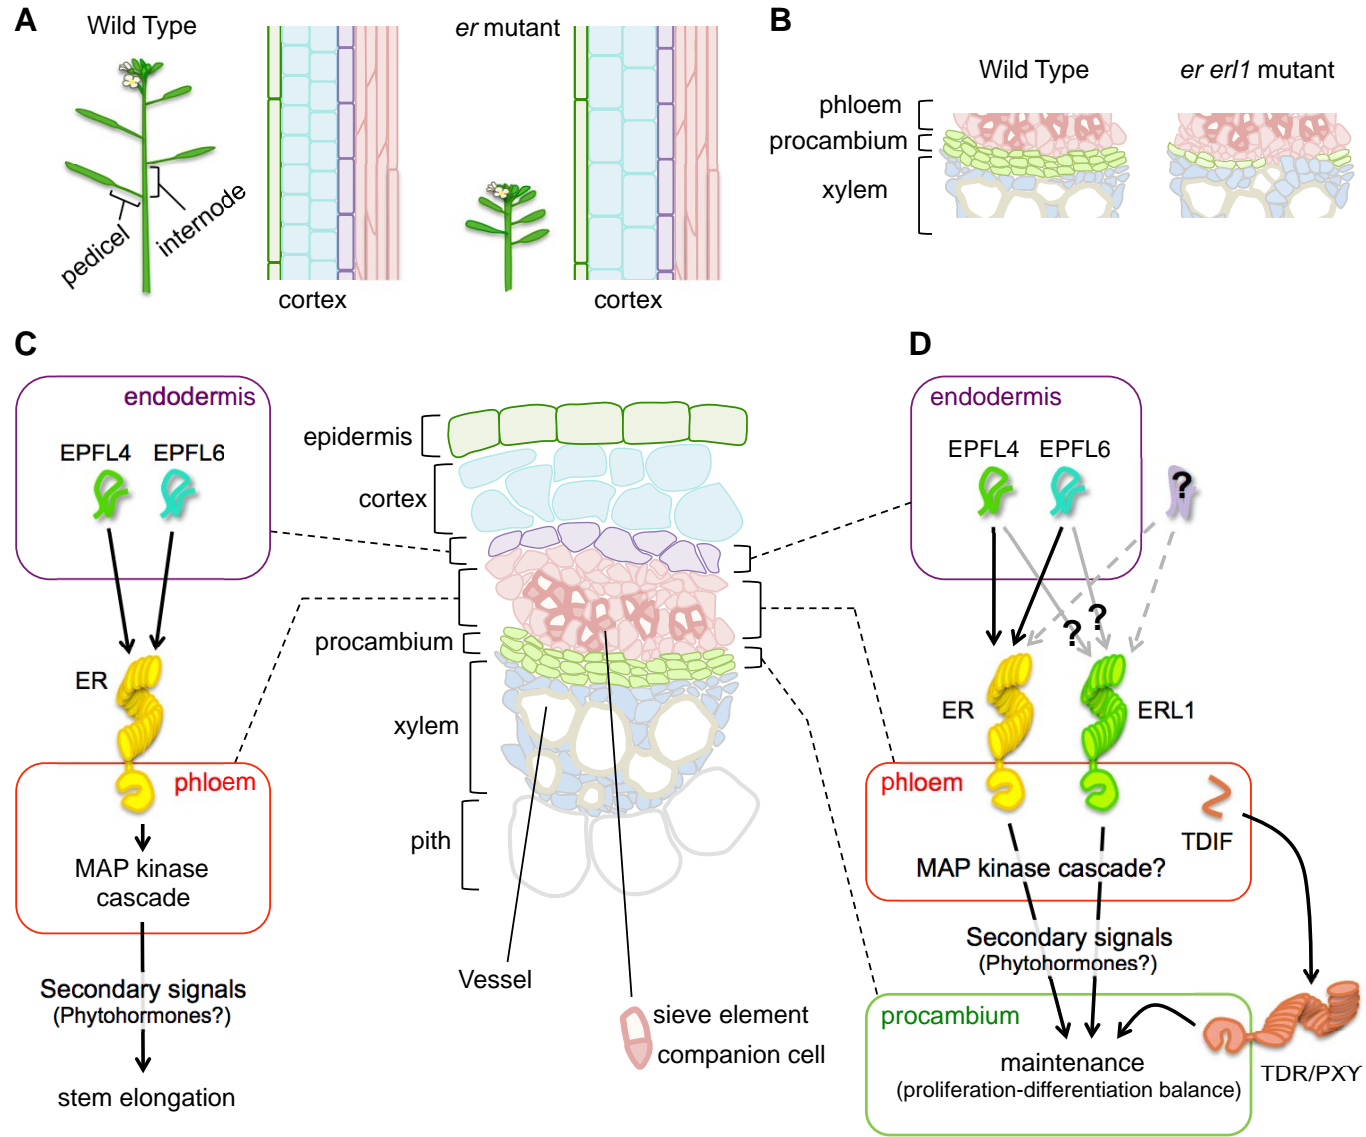 A
Wild Type
er mutant
pedicel
internode
cortex
cortex
B
Wild Type
er erl1 mutant
phloem
procambium
xylem
C
endodermis
EPFL4
EPFL6
ER
phloem
MAP kinase
cascade
Secondary signals
(Phytohormones?)
stem elongation
epidermis
cortex
procambium
xylem
pith
Vessel
sieve element
companion cell
D
endodermis
EPFL4
EPFL6
?
?
?
ER
ERL1
phloem
TDIF
MAP kinase cascade?
Secondary signals
(Phytohormones?)
procambium
maintenance
(proliferation-differentiation balance)
TDR/PXY